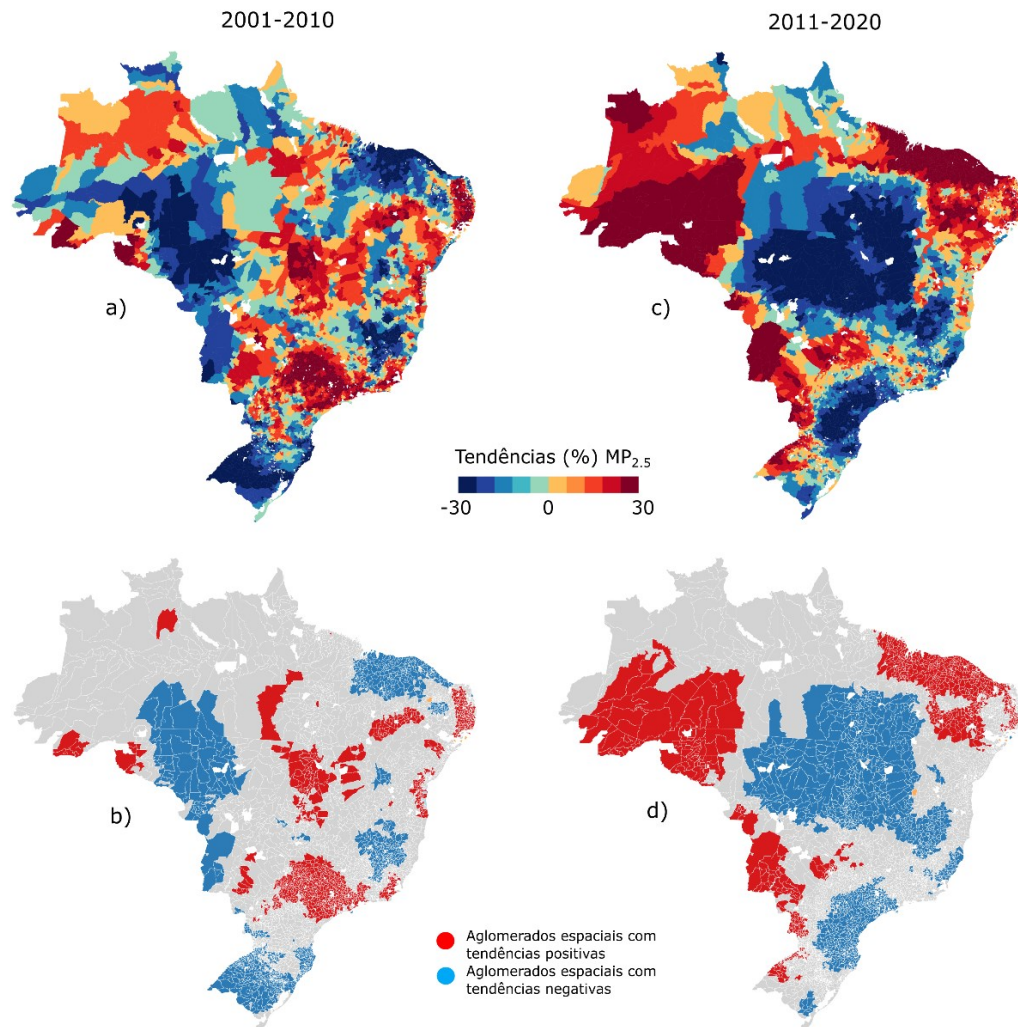 2001-2010
2011-2020
a)
c)
Tendências (%) MP2.5
-30 0 30
b)
d)
Aglomerados espaciais com
tendências positivas
Aglomerados espaciais com
tendências negativas